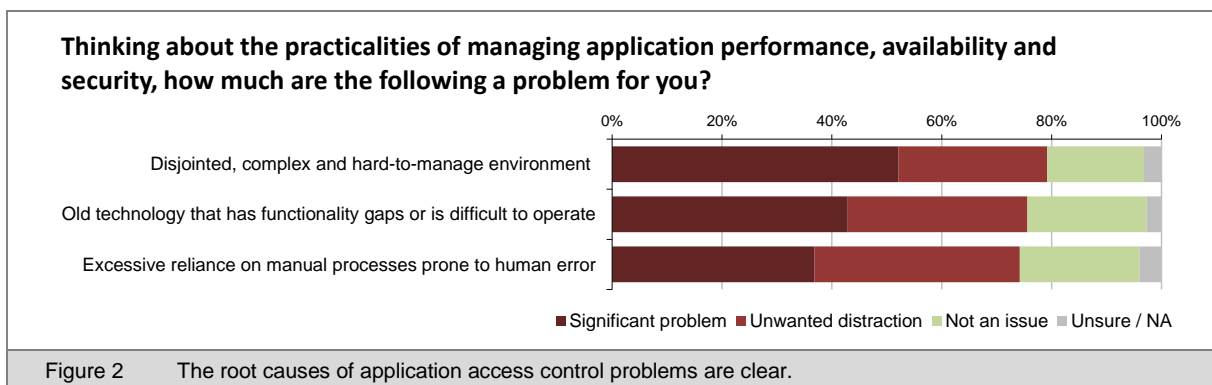 Thinking about the practicalities of managing application performance, availability and
security, how much are the following a problem for you?
0% 20% 40% 60% 80% 100%
Disjointed, complex and hard-to-manage environment
Old technology that has functionality gaps or is difficult to operate
Excessive reliance on manual processes prone to human error
Significant problem Unwanted distraction Not an issue Unsure / NA
Figure 2 The root causes of application access control problems are clear.